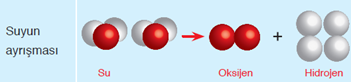 Suyun
ayrışması
+
Su
Oksijen
Hidrojen